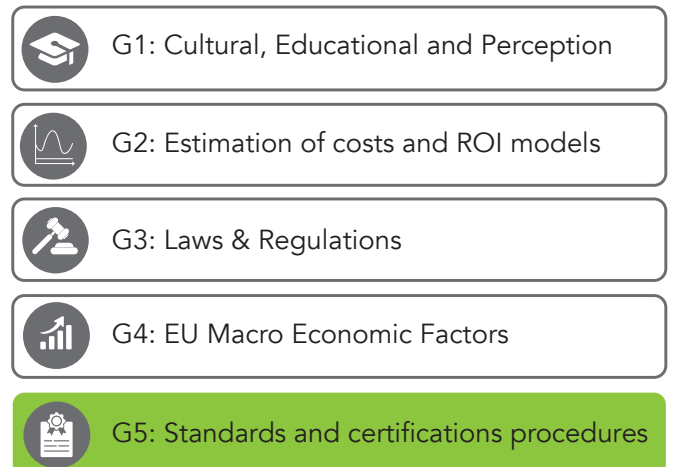 G1: Cultural, Educational and Perception
G2: Estimation of costs and ROI models
G3: Laws & Regulations
G4: EU Macro Economic Factors
G5: Standards and certifications procedures